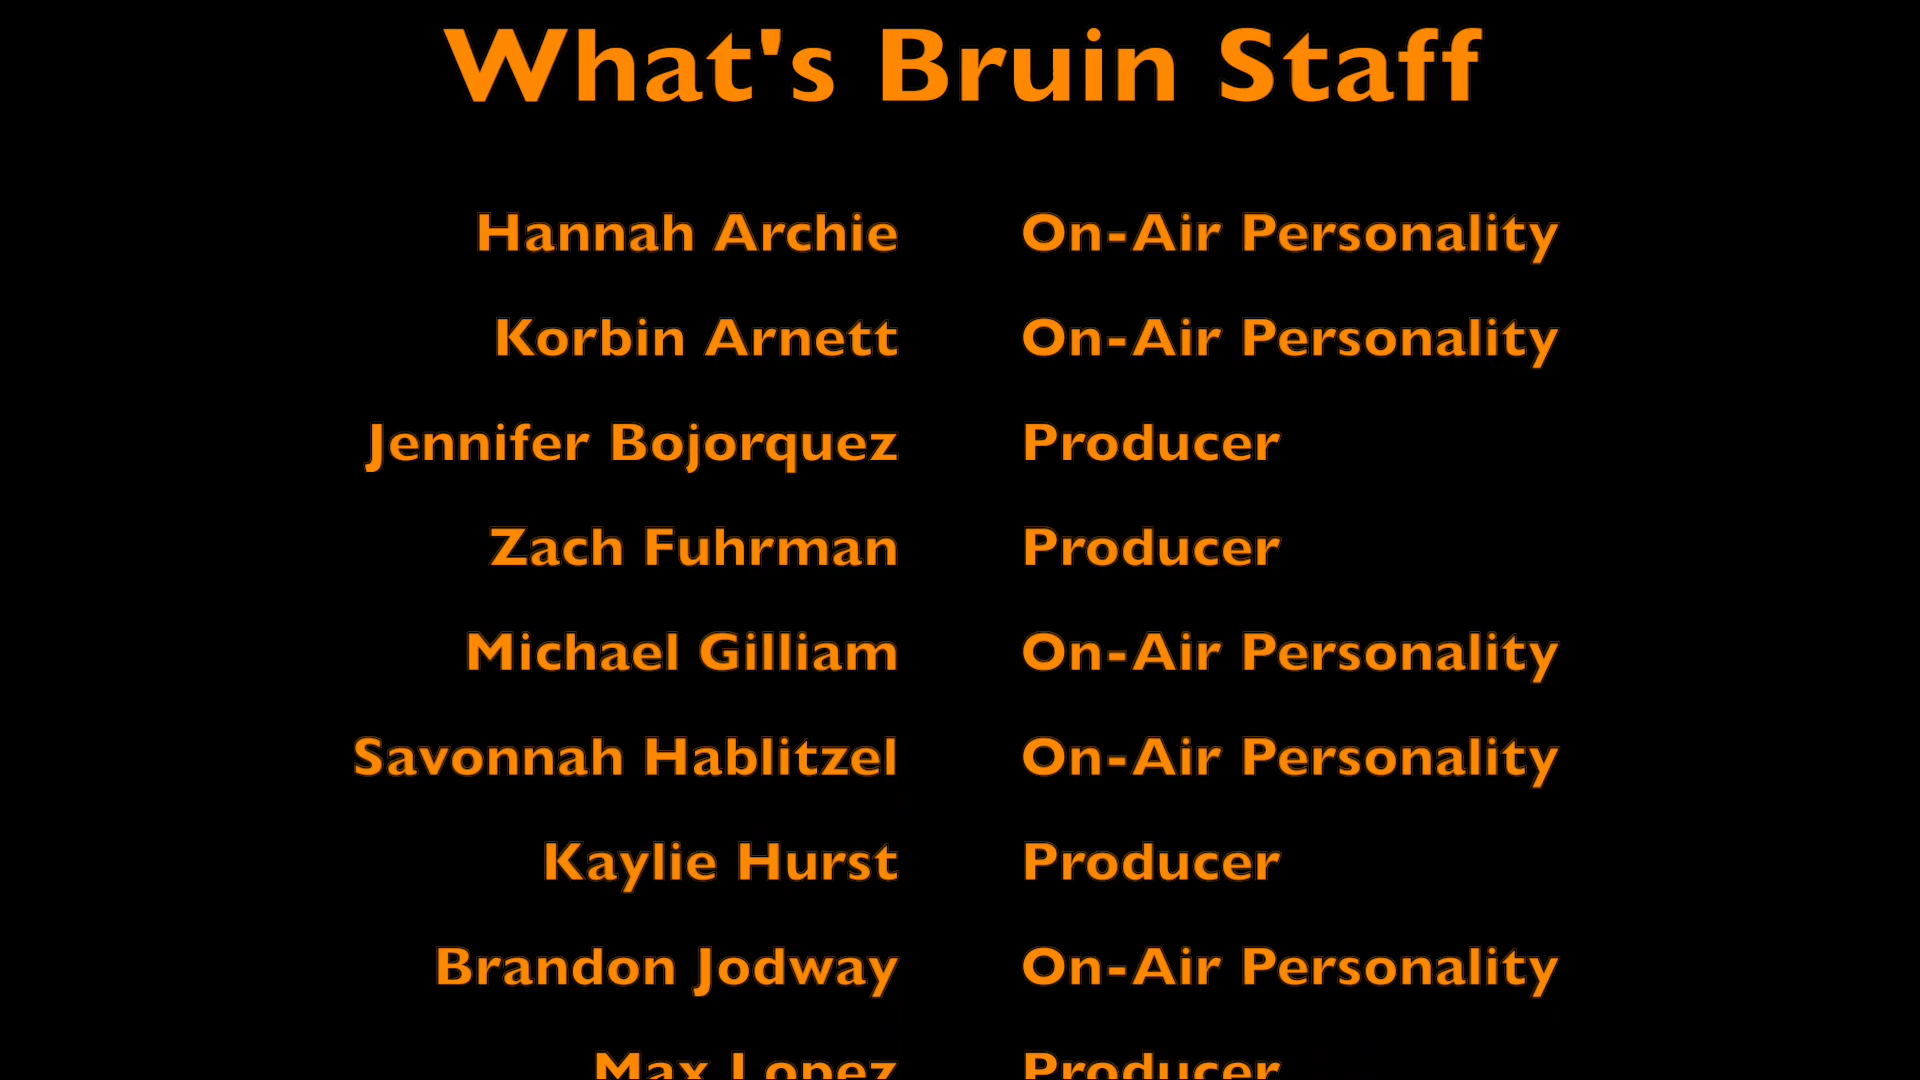 What's Bruin Staff
Hannah Archie On-Air Personality
Korbin Arnett On-Air Personality
Jennifer Bojorquez Producer
Zach Fuhrman Producer
Michael Gilliam On-Air Personality
Savonnah Hablitzel On-Air Personality
Kaylie Hurst Producer
Brandon Jodway On-Air Personality
Max Lopez Producer